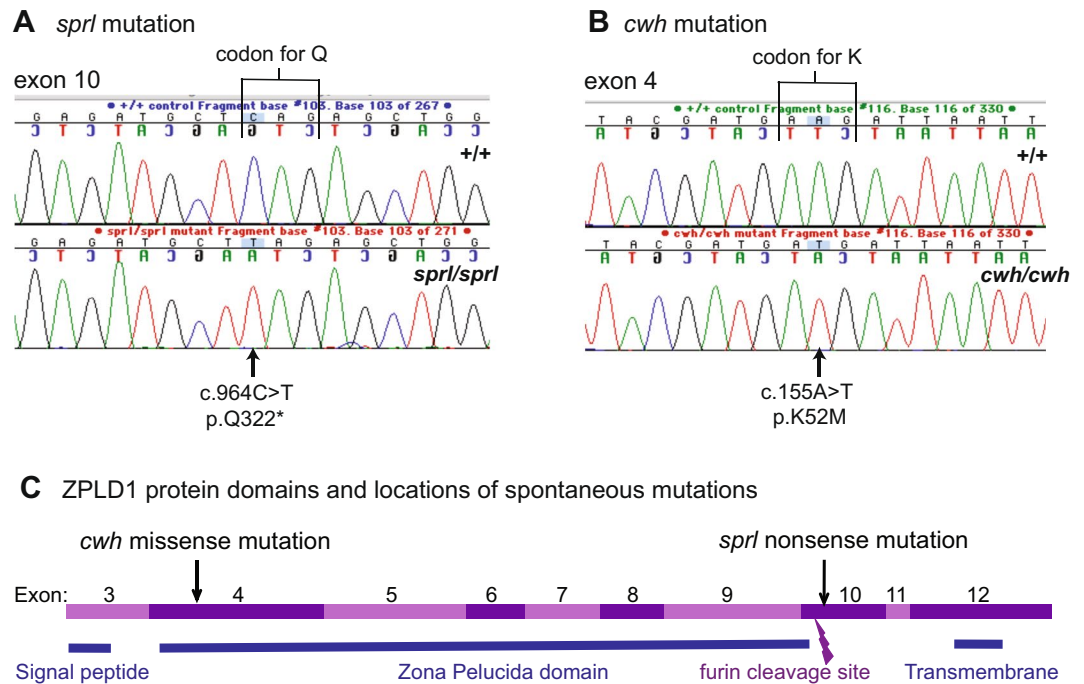 A sprl mutation
codon for Q
exon 10
● +/+ control Fragment base #103. Base 103 of 267 ●
G A G A T G C T C A G A G C T G G
C T C T A C G A G T C T C G A C C
+/+
● sprl/sprl mutant Fragment base #103. Base 103 of 271 ●
G A G A T G C T T A G A G C T G G
C T C T A C G A A T C T C G A C C
sprl/sprl
c.964C>T
p.Q322*
B cwh mutation
codon for K
exon 4
● +/+ control Fragment base #116. Base 116 of 330 ●
T A C G A T G A A G A T T A A T T
A T G C T A C T T C T A A T T A A
+/+
● cwh/cwh mutant Fragment base #116. Base 116 of 330 ●
T A C G A T G A T G A T T A A T T
A T G C T A C T A C T A A T T A A
cwh/cwh
c.155A>T
p.K52M
C ZPLD1 protein domains and locations of spontaneous mutations
cwh missense mutation
sprl nonsense mutation
Exon: 3 4 5 6 7 8 9 10 11 12
Signal peptide
Zona Pelucida domain
furin cleavage site
Transmembrane